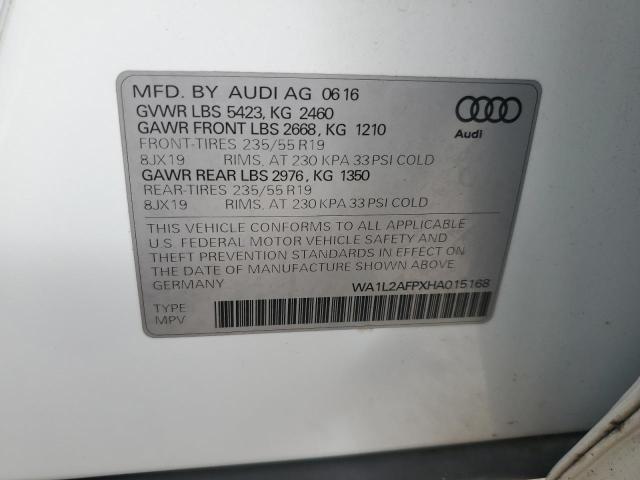 MFD. BY AUDI AG 0616
GVWR LBS 5423, KG 2460
GAWR FRONT LBS 2668, KG 1210
FRONT-TIRES 235/55 R19
8JX19 RIMS, AT 230 KPA 33 PSI COLD
GAWR REAR LBS 2976, KG 1350
REAR-TIRES 235/55 R19
8JX19 RIMS, AT 230 KPA 33 PSI COLD
Audi
THIS VEHICLE CONFORMS TO ALL APPLICABLE
U.S. FEDERAL MOTOR VEHICLE SAFETY AND
THEFT PREVENTION STANDARDS IN EFFECT ON
THE DATE OF MANUFACTURE SHOWN ABOVE.
GERMANY WA1L2AFPXHA015168
TYPE
MPV